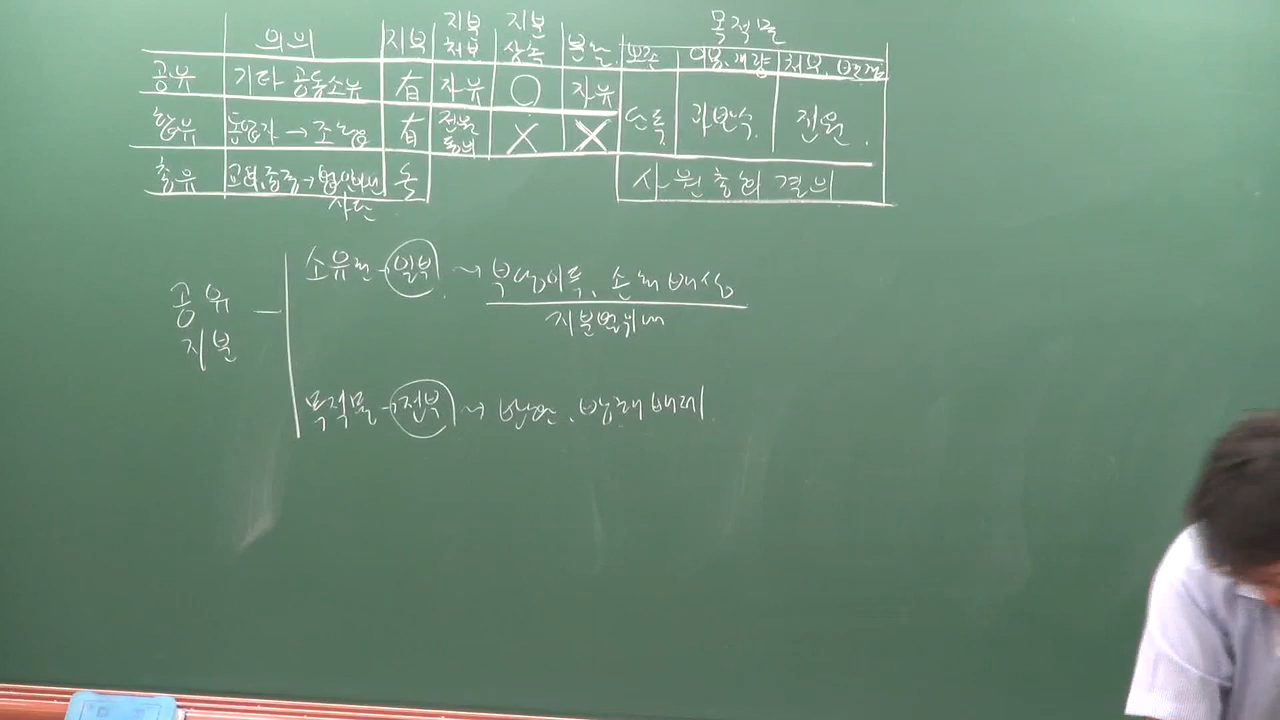 목적물
의의 지분 지분처분 지분상속 분할 보존 이용、개량 처분、변경
공유 기타 공동소유 有 自유 ○ 자유 단독 과반수 전원
합유 동업자 → 조합 有 전원동의 X X
총유 교회、종중 → 법인아닌사단 사원총회 결의
공유지분
소유권 → 일부 → 부당이득、손해배상
지분범위내
목적물 → 전부 → 반환、방해배제